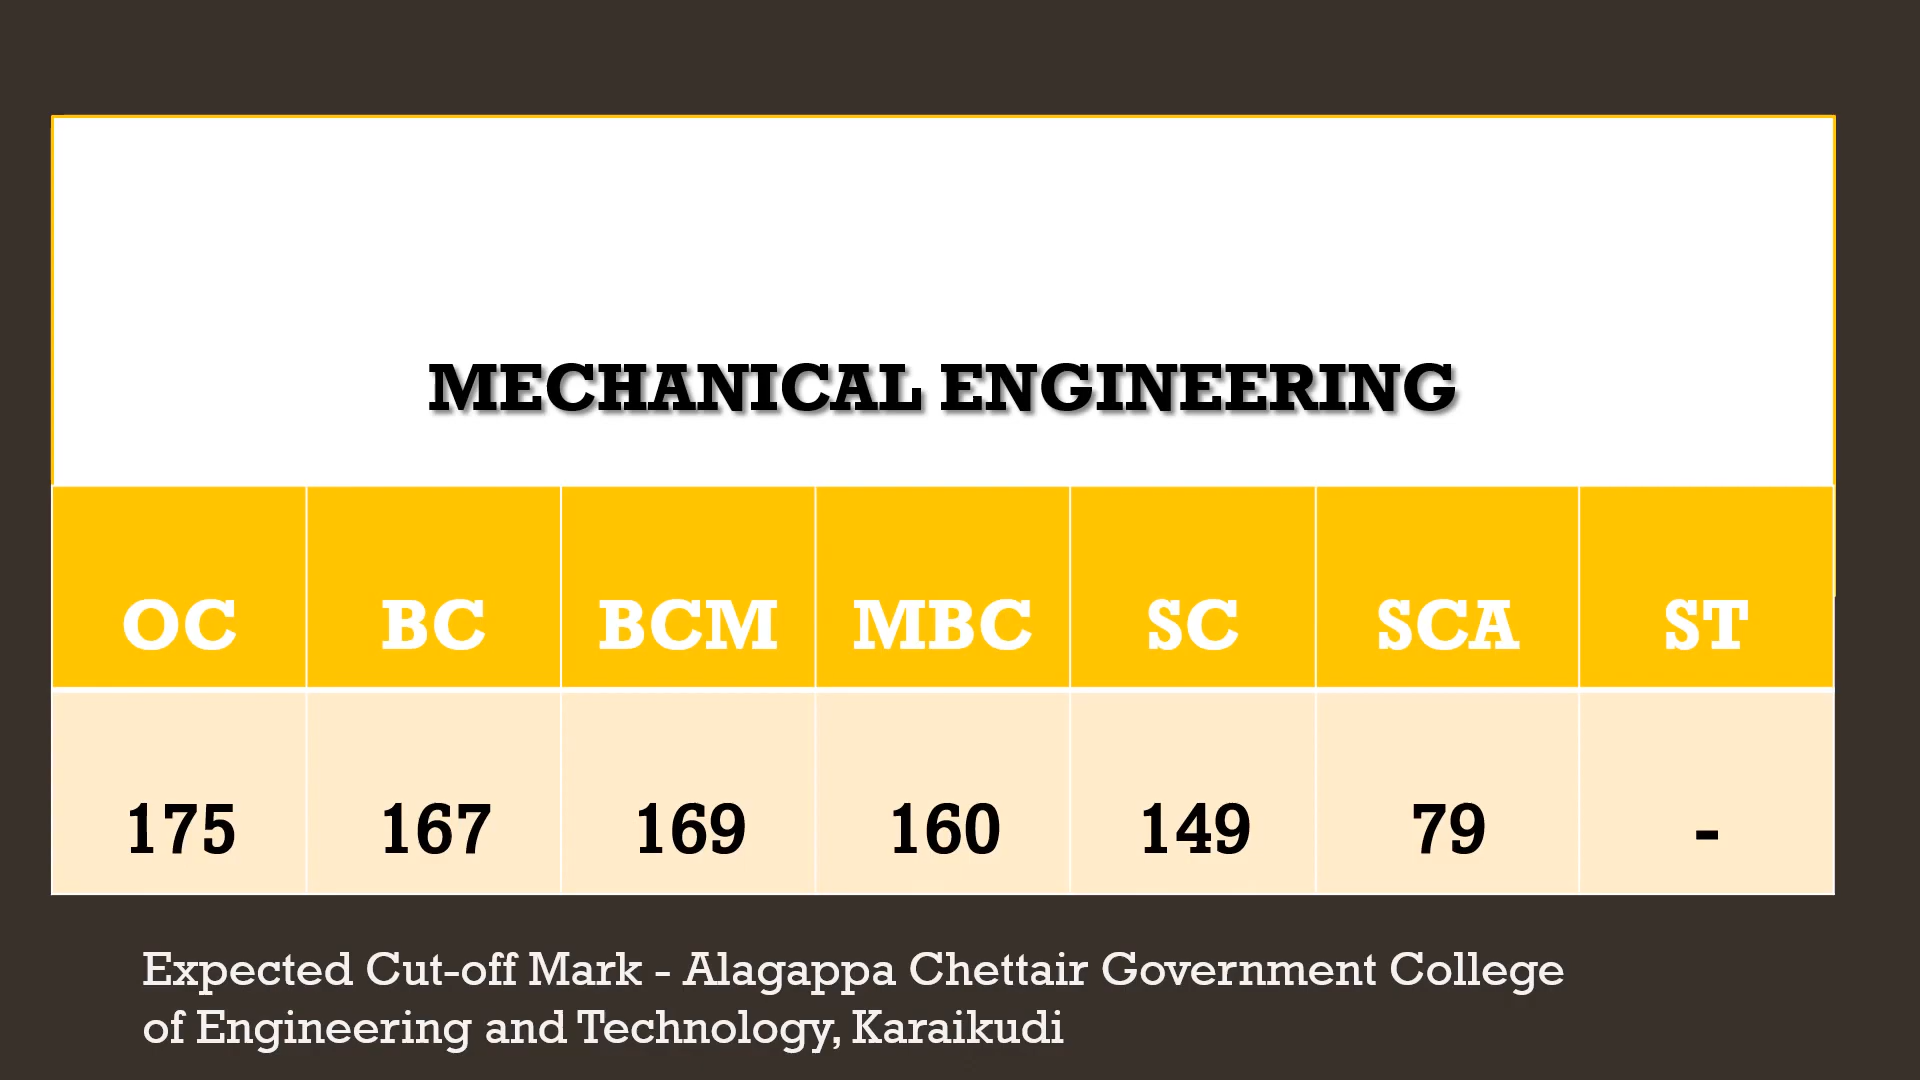 MECHANICAL ENGINEERING
OC BC BCM MBC SC SCA ST
175 167 169 160 149 79 -
Expected Cut-off Mark - Alagappa Chettair Government College
of Engineering and Technology, Karaikudi